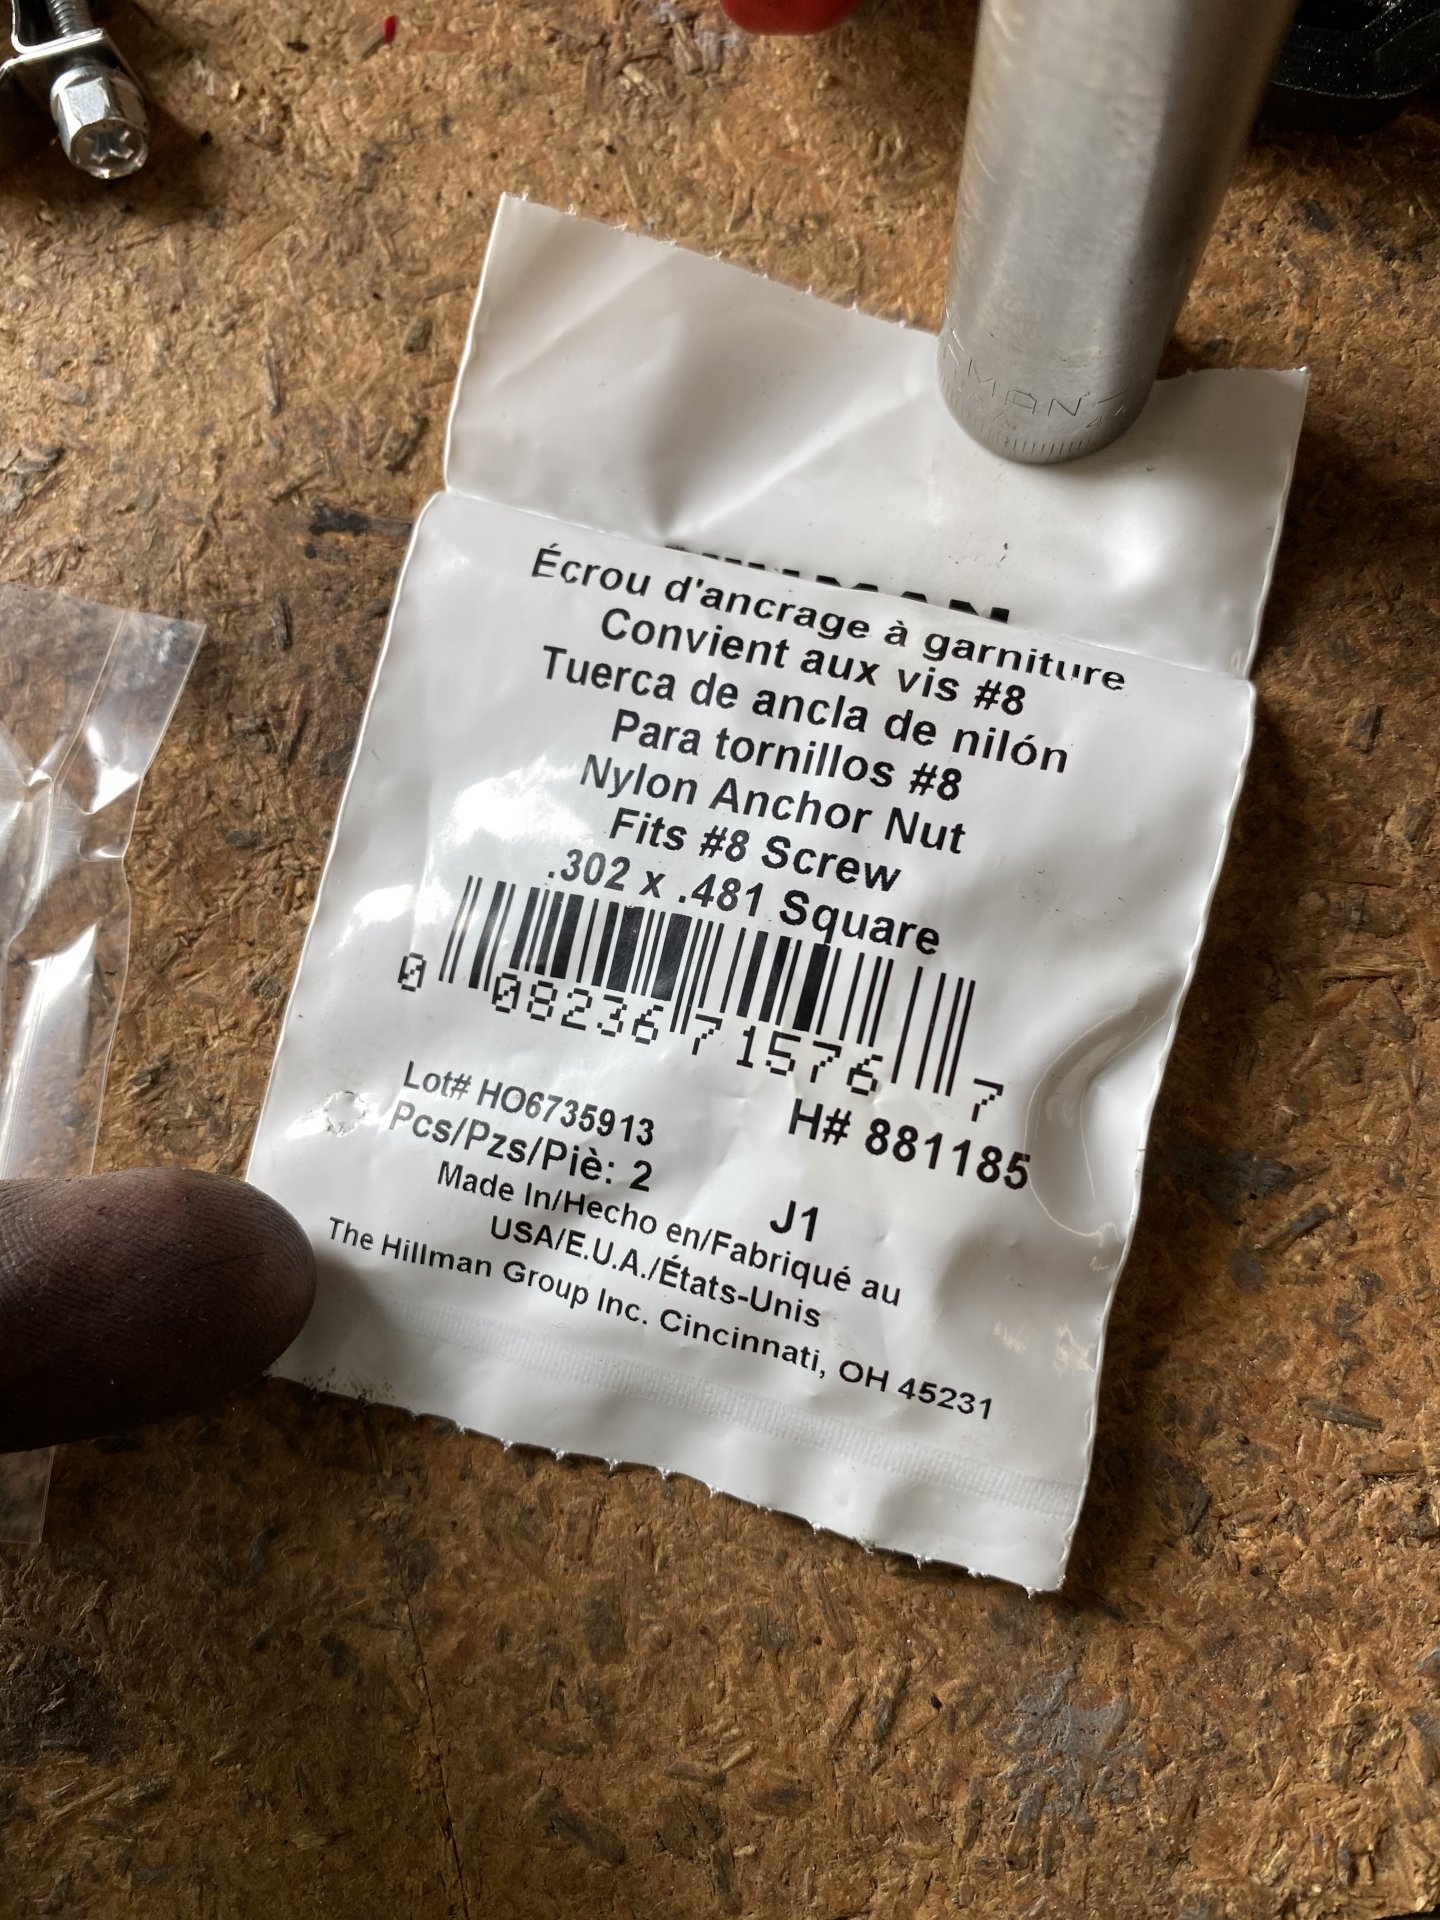 Écrou d'ancrage à garniture
Convient aux vis #8
Tuerca de ancla de nilón
Para tornillos #8
Nylon Anchor Nut
Fits #8 Screw
.302 x .481 Square
0 08236 71576 7
Lot# HO6735913
H# 881185
Pcs/Pzs/Piè: 2
J1
Made In/Hecho en/Fabriqué au
USA/E.U.A./États-Unis
The Hillman Group Inc. Cincinnati, OH 45231